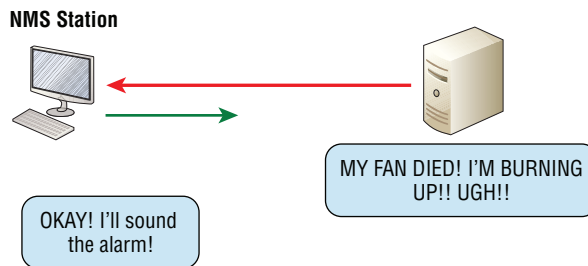 NMS Station
MY FAN DIED! I'M BURNING
UP!! UGH!!
OKAY! I'll sound
the alarm!